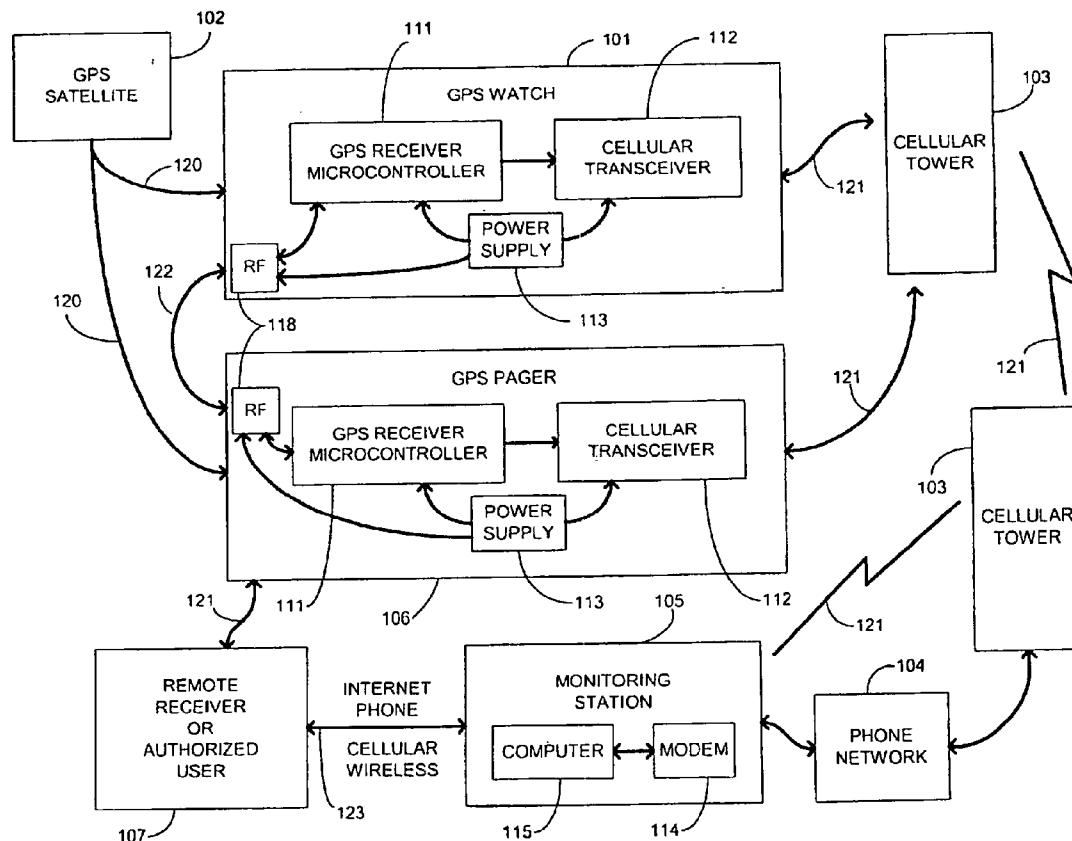 102
111
101
112
GPS
SATELLITE
GPS WATCH
103
GPS RECEIVER
MICROCONTROLLER
CELLULAR
TRANSCEIVER
CELLULAR
TOWER
120
121
POWER
SUPPLY
RF
122
120
118
113
121
121
GPS PAGER
RF
GPS RECEIVER
MICROCONTROLLER
CELLULAR
TRANSCEIVER
103
POWER
SUPPLY
CELLULAR
TOWER
121
111
106
113
105
112
121
104
REMOTE
RECEIVER
OR
AUTHORIZED
USER
INTERNET
PHONE
CELLULAR
WIRELESS
MONITORING
STATION
COMPUTER
MODEM
PHONE
NETWORK
107
123
115
114